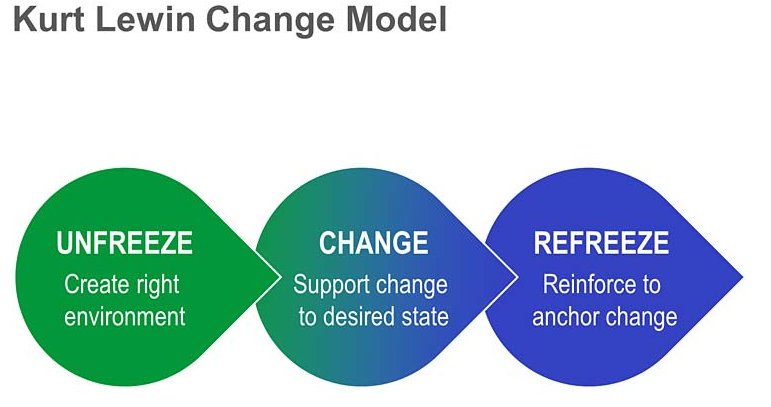 Kurt Lewin Change Model
UNFREEZE
Create right
environment
CHANGE
Support change
to desired state
REFREEZE
Reinforce to
anchor change